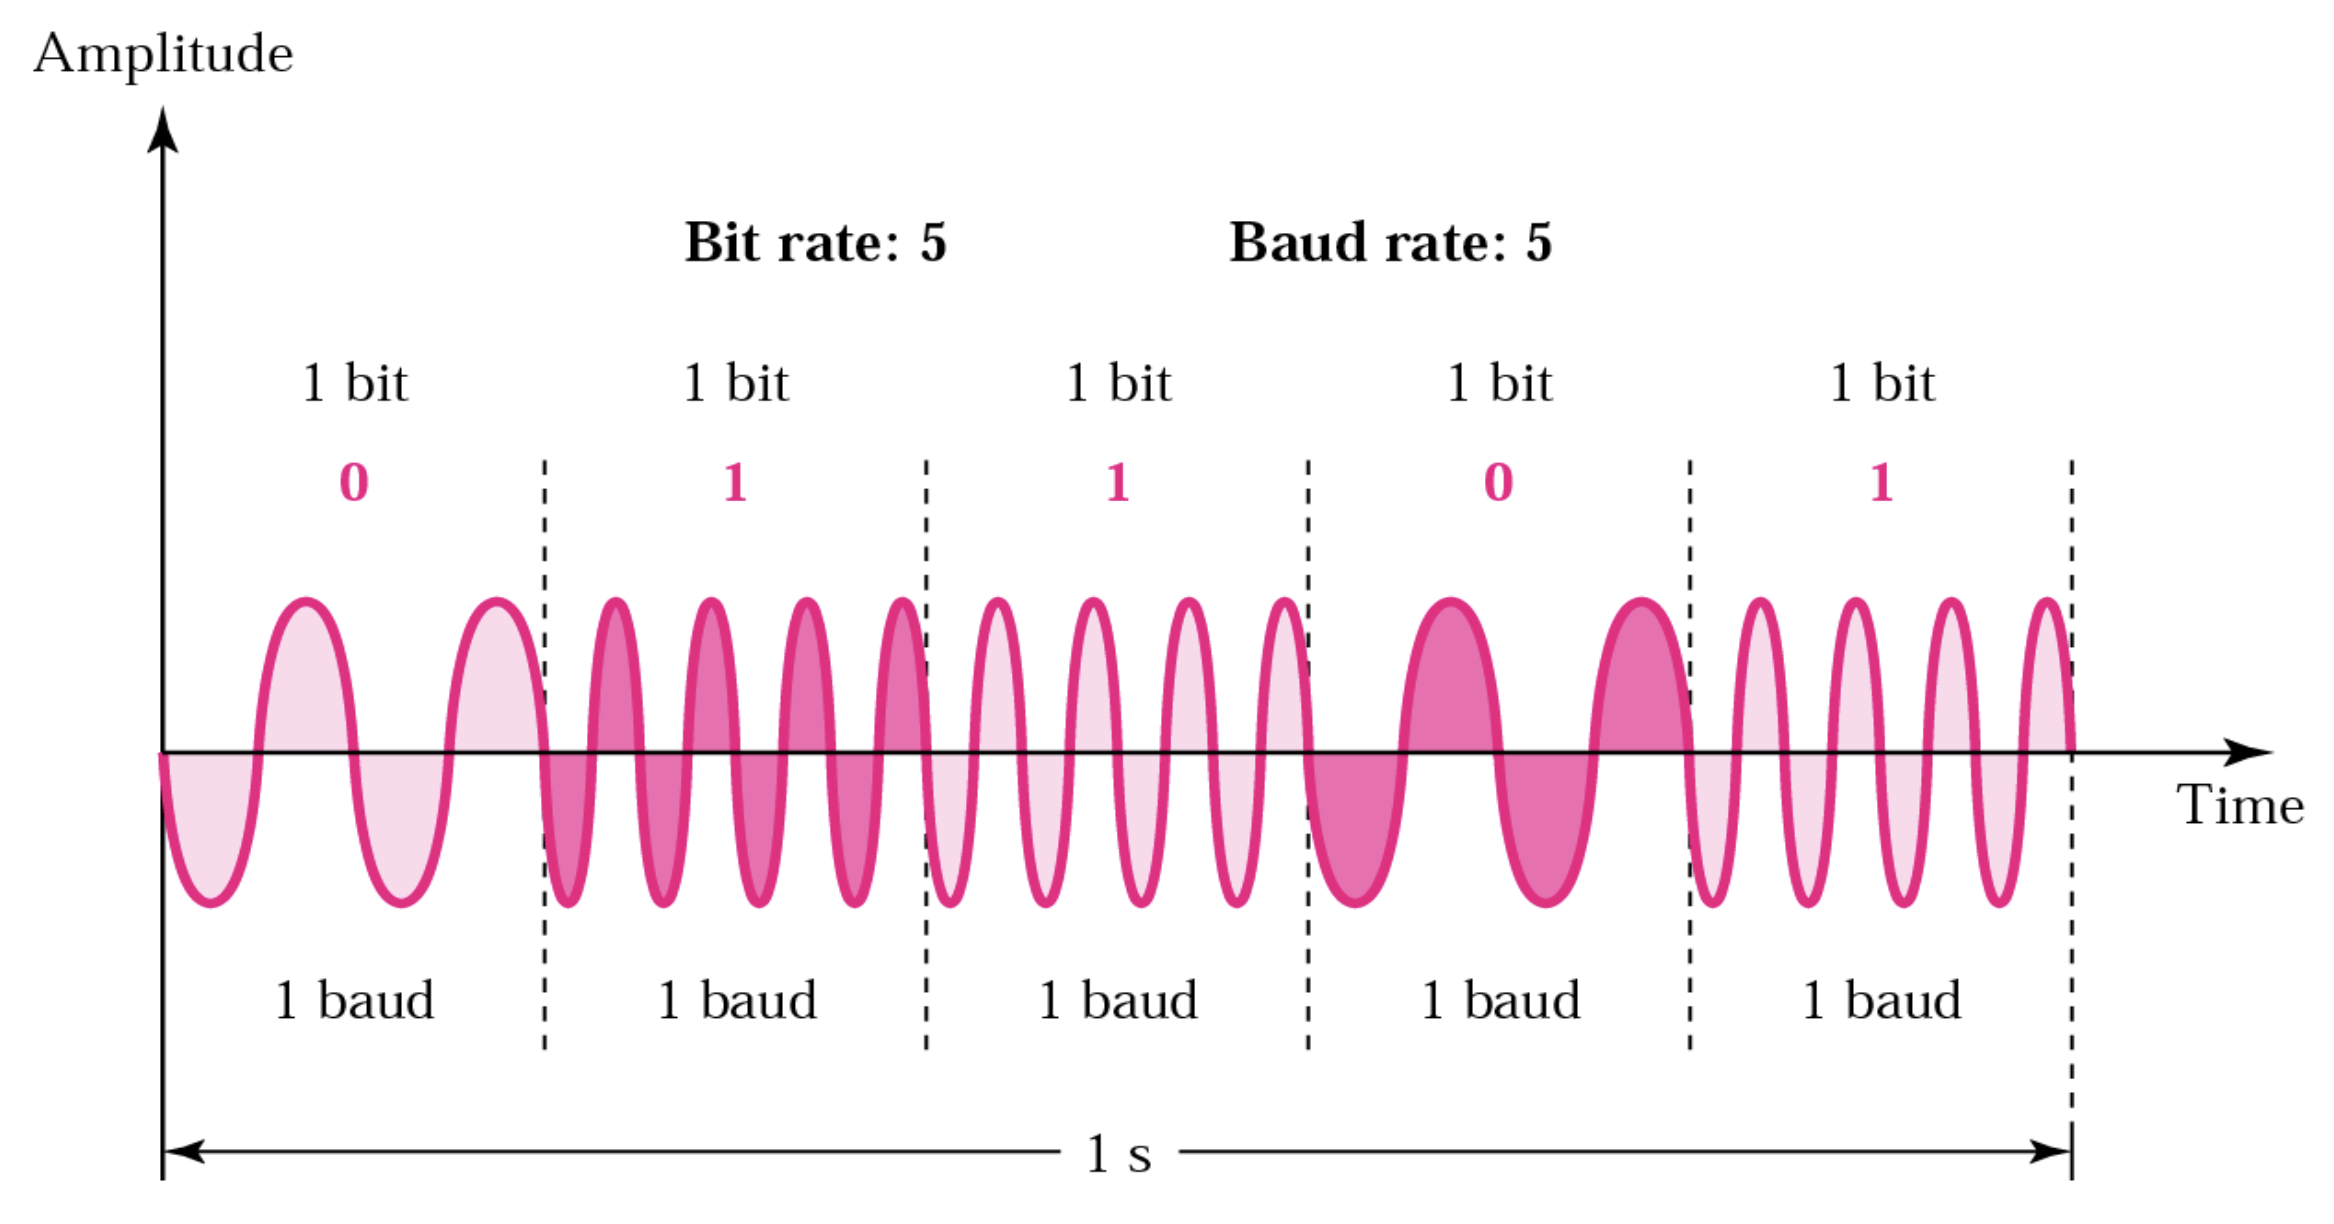 Amplitude
Bit rate: 5 Baud rate: 5
1 bit 1 bit 1 bit 1 bit 1 bit
0 1 1 0 1
Time
1 baud 1 baud 1 baud 1 baud 1 baud
1 s